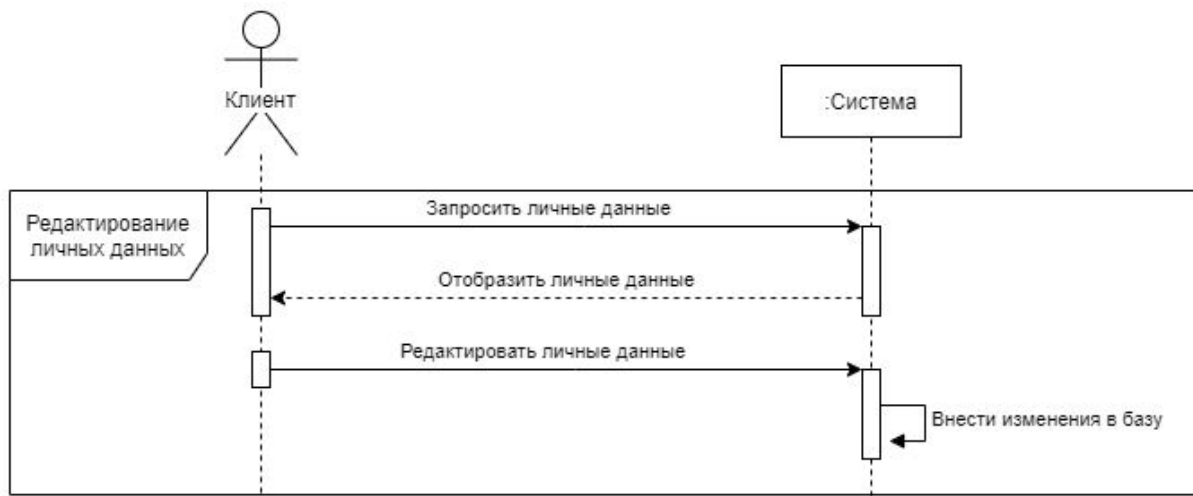 Клиент
:Система
Редактирование
личных данных
Запросить личные данные
Отобразить личные данные
Редактировать личные данные
Внести изменения в базу